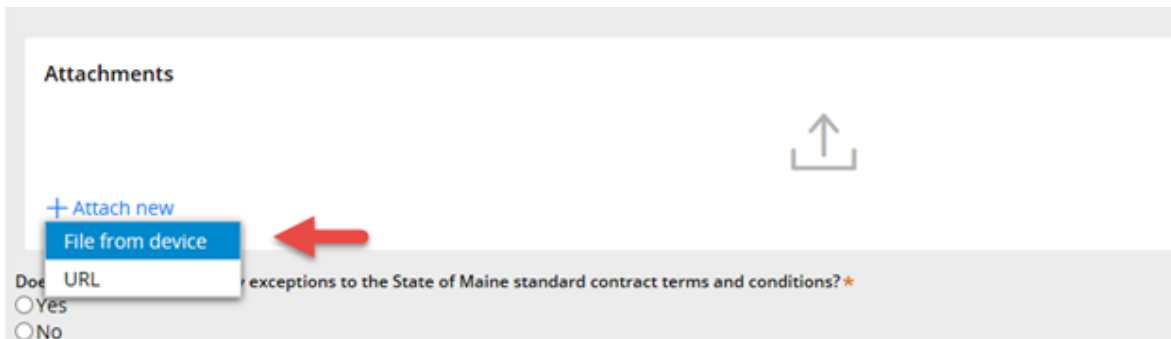 Attachments
+ Attach new
File from device
URL
Doe exceptions to the State of Maine standard contract terms and conditions?*
Yes
No